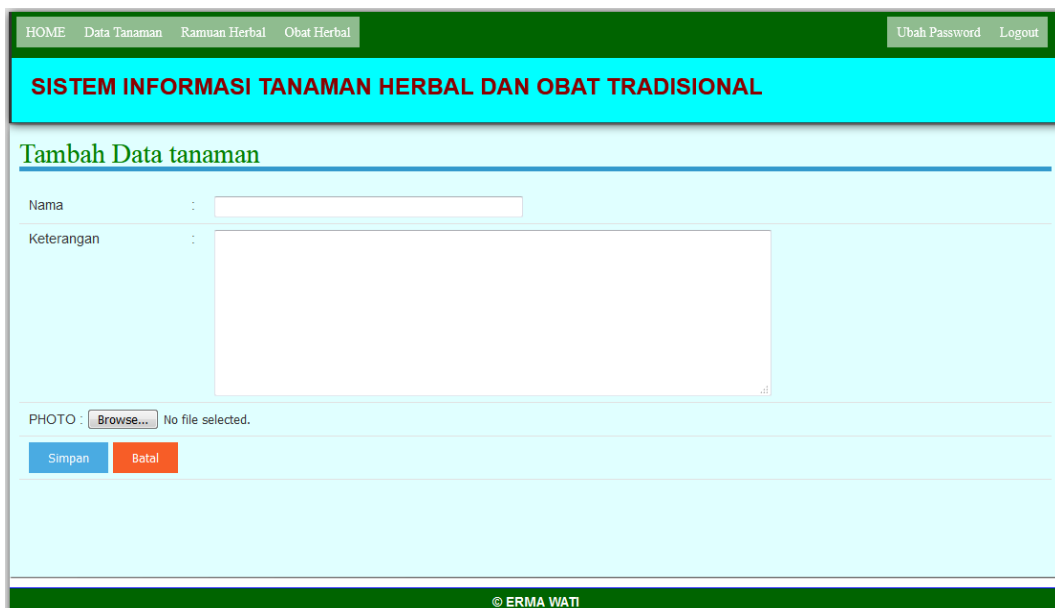 HOME Data Tanaman Ramuan Herbal Obat Herbal Ubah Password Logout
SISTEM INFORMASI TANAMAN HERBAL DAN OBAT TRADISIONAL
Tambah Data tanaman
Nama :
Keterangan :
PHOTO : Browse... No file selected.
Simpan Batal
© ERMA WATI